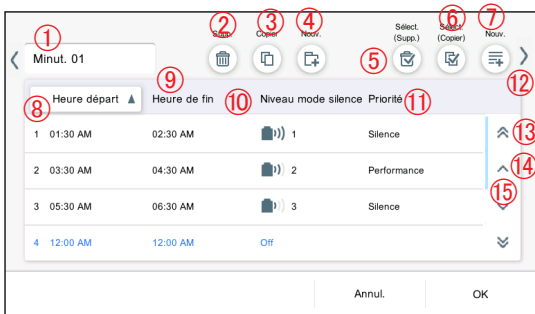 ① ② ③ ④ ⑤ ⑥ ⑦
Supp. Copier Nouv. Sélect. (Supp.) Sélect. (Copier) Nouv.
Minut. 01
⑧ ⑨ ⑩ ⑪ ⑫
Heure départ ▲ Heure de fin Niveau mode silence Priorité
1 01:30 AM 02:30 AM 1 Silence ⑬
2 03:30 AM 04:30 AM 2 Performance ⑭
⑮
3 05:30 AM 06:30 AM 3 Silence
4 12:00 AM 12:00 AM Off
Annul. OK